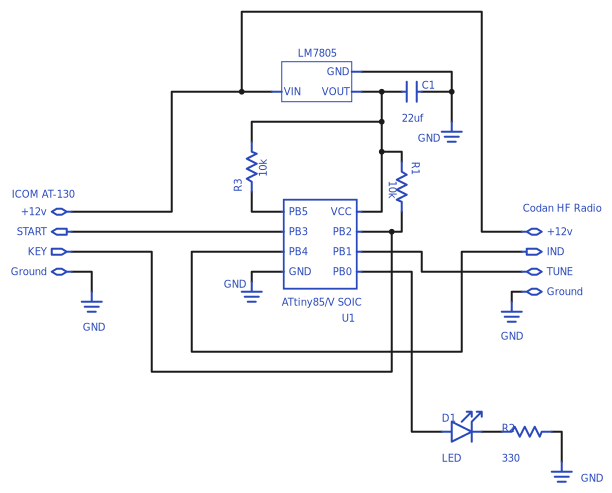 LM7805
GND
VIN
VOUT
C1
22uf
GND
R3
10k
R1
10k
ICOM AT-130
+12v
START
KEY
Ground
GND
PB5
VCC
PB3
PB2
PB4
PB1
GND
PB0
GND
ATtiny85/V SOIC
U1
Codan HF Radio
+12v
IND
TUNE
Ground
GND
D1
LED
R2
330
GND